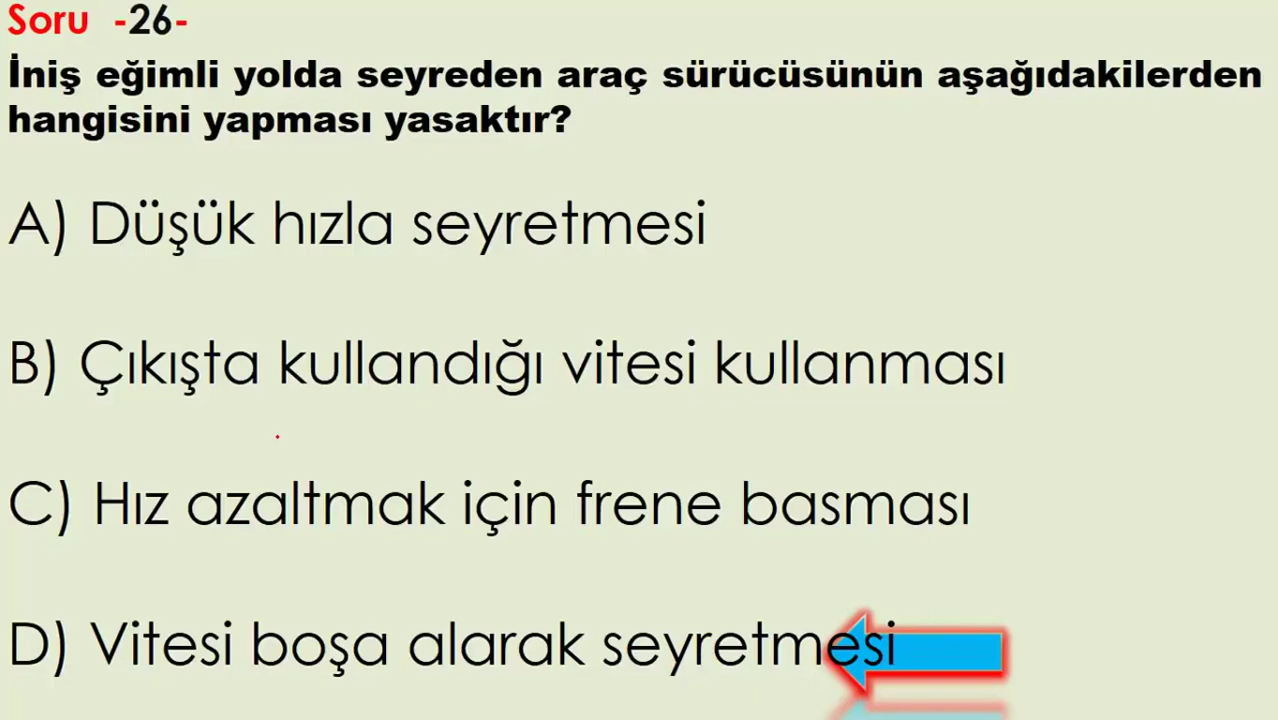 Soru -26-
İniş eğimli yolda seyreden araç sürücüsünün aşağıdakilerden
hangisini yapması yasaktır?
A) Düşük hızla seyretmesi
B) Çıkışta kullandığı vitesi kullanması
C) Hız azaltmak için frene basması
D) Vitesi boşa alarak seyretmesi